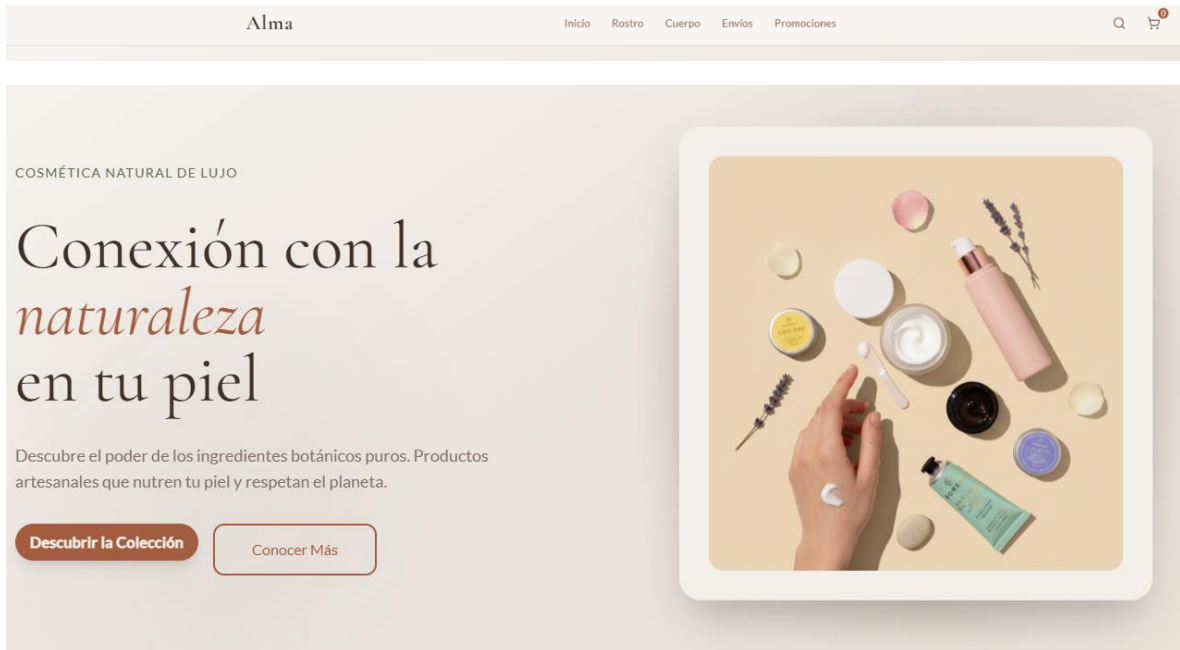 Alma
Inicio Rostro Cuerpo Envíos Promociones
0
COSMÉTICA NATURAL DE LUJO
Conexión con la
naturaleza
en tu piel
Descubre el poder de los ingredientes botánicos puros. Productos
artesanales que nutren tu piel y respetan el planeta.
Descubrir la Colección
Conocer Más